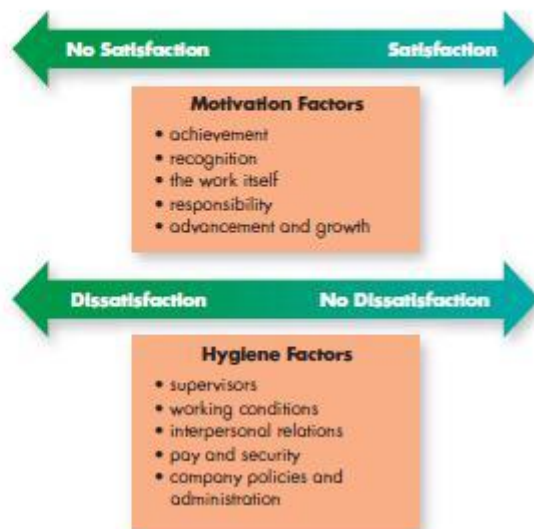 No Satisfaction Satisfaction
Motivation Factors
• achievement
• recognition
• the work itself
• responsibility
• advancement and growth
Dissatisfaction No Dissatisfaction
Hygiene Factors
• supervisors
• working conditions
• interpersonal relations
• pay and security
• company policies and
administration